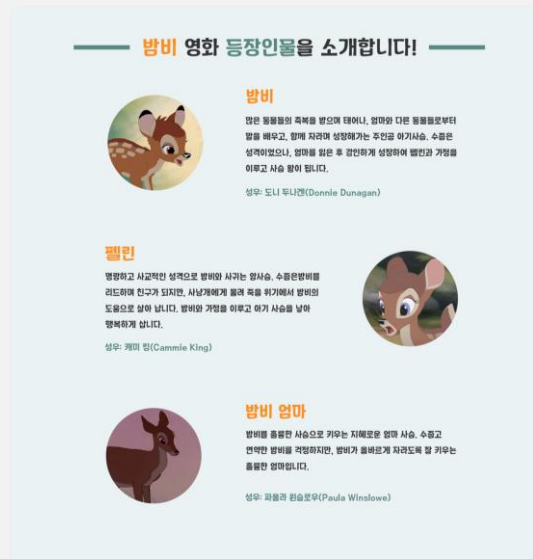 밤비 영화 등장인물을 소개합니다!
밤비
많은 동물들의 축복을 받으며 태어나, 엄마와 다른 동물들로부터
말을 배우고, 함께 자라며 성장해가는 주인공 아기사슴. 수줍은
성격이었으나, 엄마를 잃은 후 강인하게 성장하여 펠린과 가정을
이루고 사슴 왕이 됩니다.
성우: 도니 두나겐(Donnie Dunagan)
펠린
명랑하고 사교적인 성격으로 밤비와 사귀는 암사슴. 수줍은밤비를
리드하며 친구가 되지만, 사냥개에게 몰려 죽을 위기에서 밤비의
도움으로 살아 납니다. 밤비와 가정을 이루고 아기 사슴을 낳아
행복하게 삽니다.
성우: 캐미 킹(Cammie King)
밤비 엄마
밤비를 훌륭한 사슴으로 키우는 지혜로운 엄마 사슴. 수줍고
연약한 밤비를 걱정하지만, 밤비가 올바르게 자라도록 잘 키우는
훌륭한 엄마입니다.
성우: 파울라 윈슬로우(Paula Winslowe)